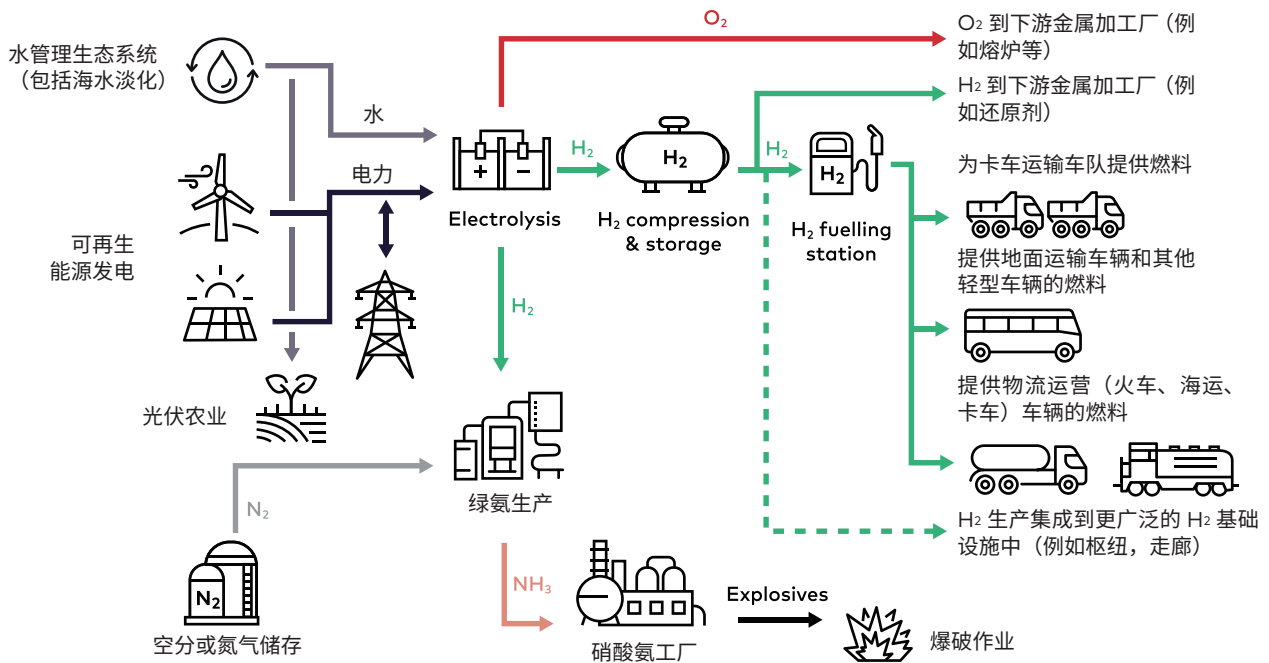 水管理生态系统
（包括海水淡化）
水
O₂
O₂ 到下游金属加工厂（例
如熔炉等）
H₂ 到下游金属加工厂（例
如还原剂）
可再生
能源发电
电力
+ −
Electrolysis
H₂
H₂
H₂ compression
& storage
H₂
H₂
H₂ fuelling
station
为卡车运输车队提供燃料
提供地面运输车辆和其他
轻型车辆的燃料
提供物流运营（火车、海运、
卡车）车辆的燃料
H₂ 生产集成到更广泛的 H₂ 基础
设施中（例如枢纽，走廊）
光伏农业
H₂
绿氨生产
N₂
N₂
空分或氮气储存
NH₃
硝酸氨工厂
Explosives
爆破作业